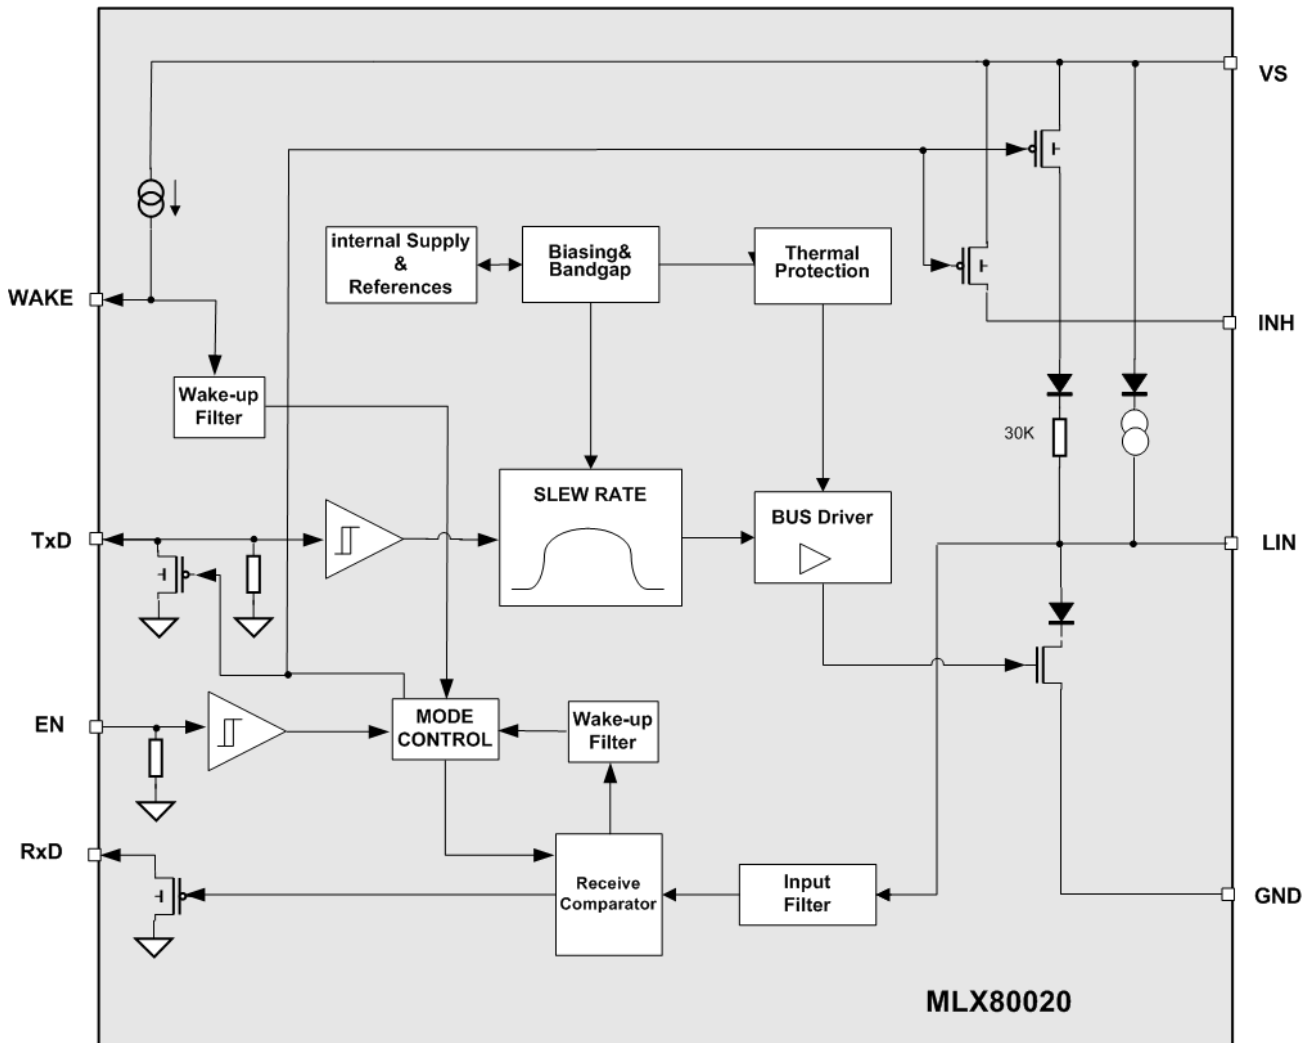 VS
internal Supply
&
References
Biasing&
Bandgap
Thermal
Protection
WAKE
INH
Wake-up
Filter
30K
SLEW RATE
BUS Driver
TxD
LIN
EN
MODE
CONTROL
Wake-up
Filter
RxD
Receive
Comparator
Input
Filter
GND
MLX80020